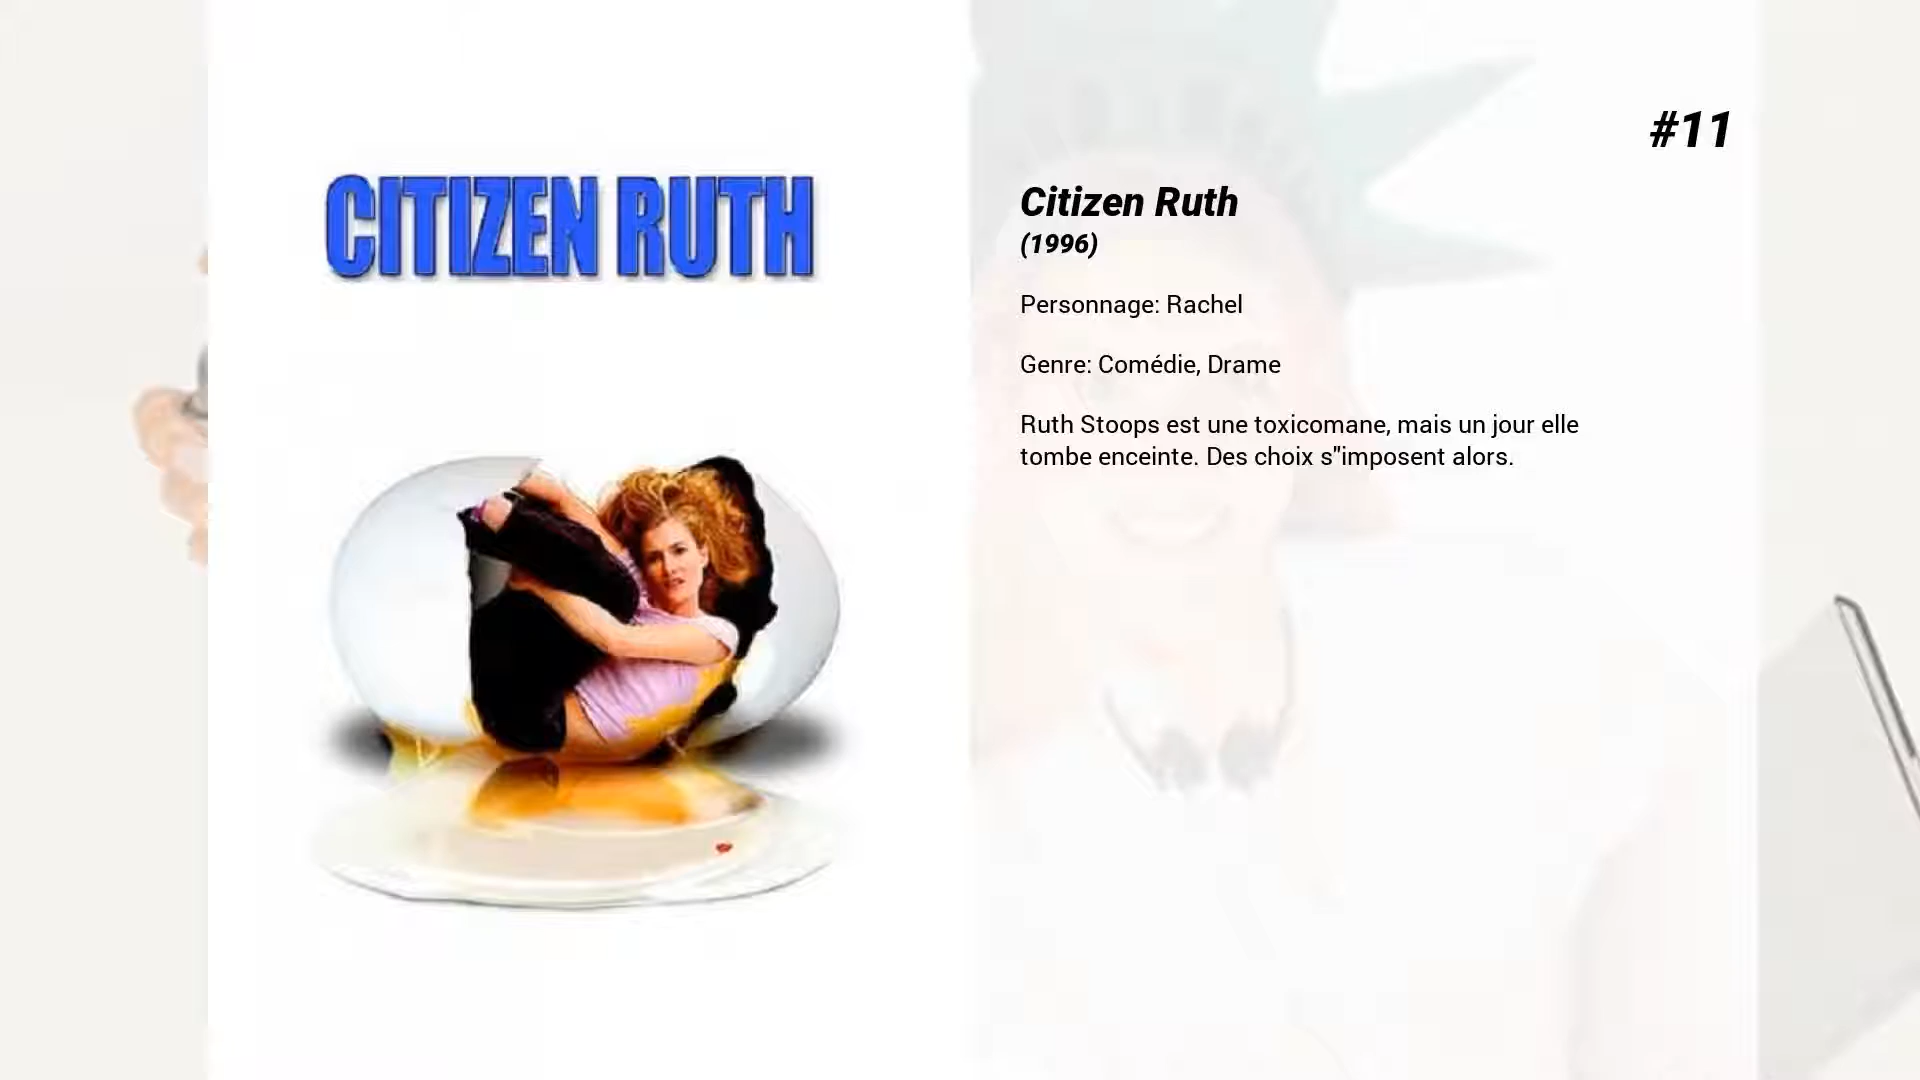 CITIZEN RUTH
#11
Citizen Ruth
(1996)
Personnage: Rachel
Genre: Comédie, Drame
Ruth Stoops est une toxicomane, mais un jour elle
tombe enceinte. Des choix s"imposent alors.